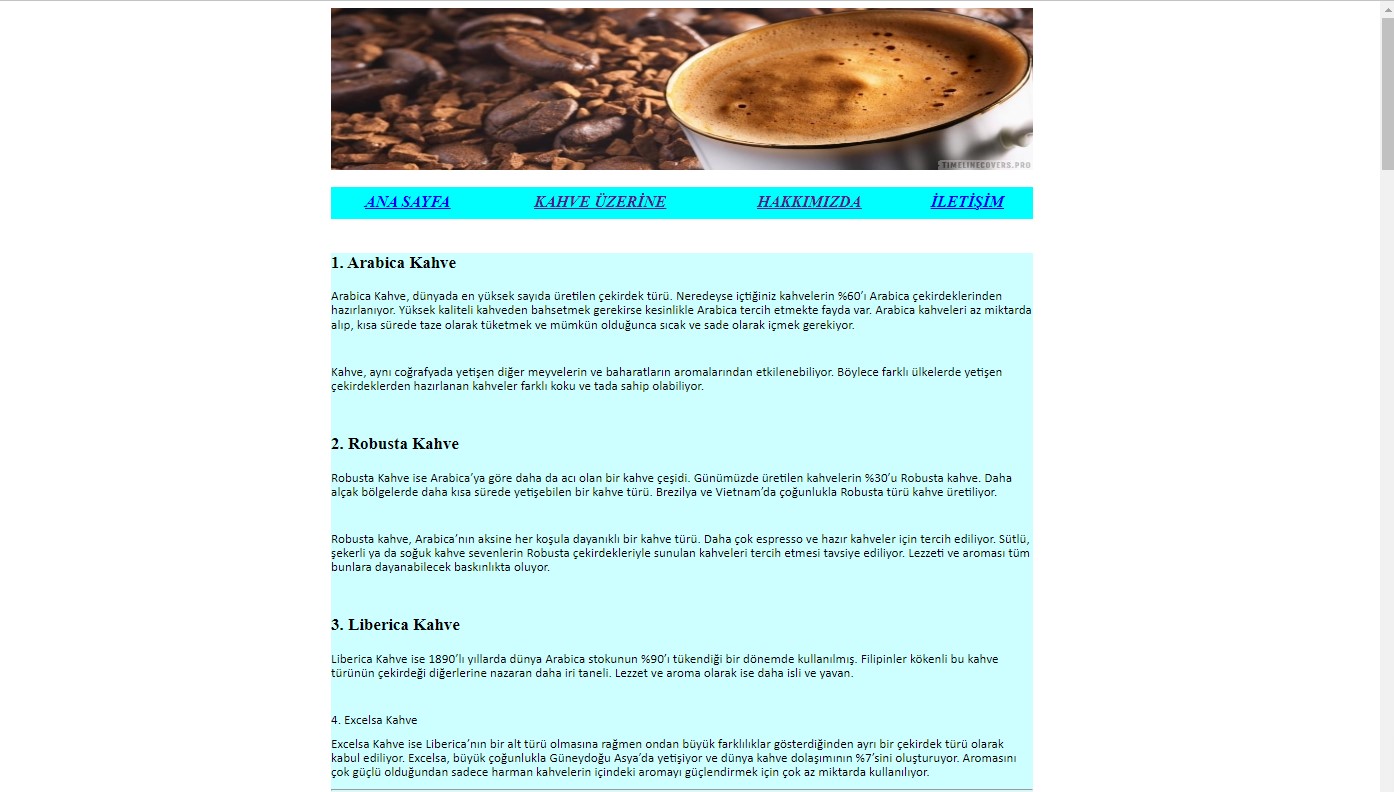 TIMELINECOVERS.PRO
ANA SAYFA KAHVE ÜZERİNE HAKKIMIZDA İLETİŞİM
1. Arabica Kahve
Arabica Kahve, dünyada en yüksek sayıda üretilen çekirdek türü. Neredeyse içtiğiniz kahvelerin %60’ı Arabica çekirdeklerinden
hazırlanıyor. Yüksek kaliteli kahveden bahsetmek gerekirse kesinlikle Arabica tercih etmekte fayda var. Arabica kahveleri az miktarda
alıp, kısa sürede taze olarak tüketmek ve mümkün olduğunca sıcak ve sade olarak içmek gerekiyor.
Kahve, aynı coğrafyada yetişen diğer meyvelerin ve baharatların aromalarından etkilenebiliyor. Böylece farklı ülkelerde yetişen
çekirdeklerden hazırlanan kahveler farklı koku ve tada sahip olabiliyor.
2. Robusta Kahve
Robusta Kahve ise Arabica’ya göre daha da acı olan bir kahve çeşidi. Günümüzde üretilen kahvelerin %30’u Robusta kahve. Daha
alçak bölgelerde daha kısa sürede yetişebilen bir kahve türü. Brezilya ve Vietnam’da çoğunlukla Robusta türü kahve üretiliyor.
Robusta kahve, Arabica’nın aksine her koşula dayanıklı bir kahve türü. Daha çok espresso ve hazır kahveler için tercih ediliyor. Sütlü,
şekerli ya da soğuk kahve sevenlerin Robusta çekirdekleriyle sunulan kahveleri tercih etmesi tavsiye ediliyor. Lezzeti ve aroması tüm
bunlara dayanabilecek baskınlıkta oluyor.
3. Liberica Kahve
Liberica Kahve ise 1890’lı yıllarda dünya Arabica stokunun %90’ı tükendiği bir dönemde kullanılmış. Filipinler kökenli bu kahve
türünün çekirdeği diğerlerine nazaran daha iri taneli. Lezzet ve aroma olarak ise daha isli ve yavan.
4. Excelsa Kahve
Excelsa Kahve ise Liberica’nın bir alt türü olmasına rağmen ondan büyük farklılıklar gösterdiğinden ayrı bir çekirdek türü olarak
kabul ediliyor. Excelsa, büyük çoğunlukla Güneydoğu Asya’da yetişiyor ve dünya kahve dolaşımının %7’sini oluşturuyor. Aromasını
çok güçlü olduğundan sadece harman kahvelerin içindeki aromayı güçlendirmek için çok az miktarda kullanılıyor.